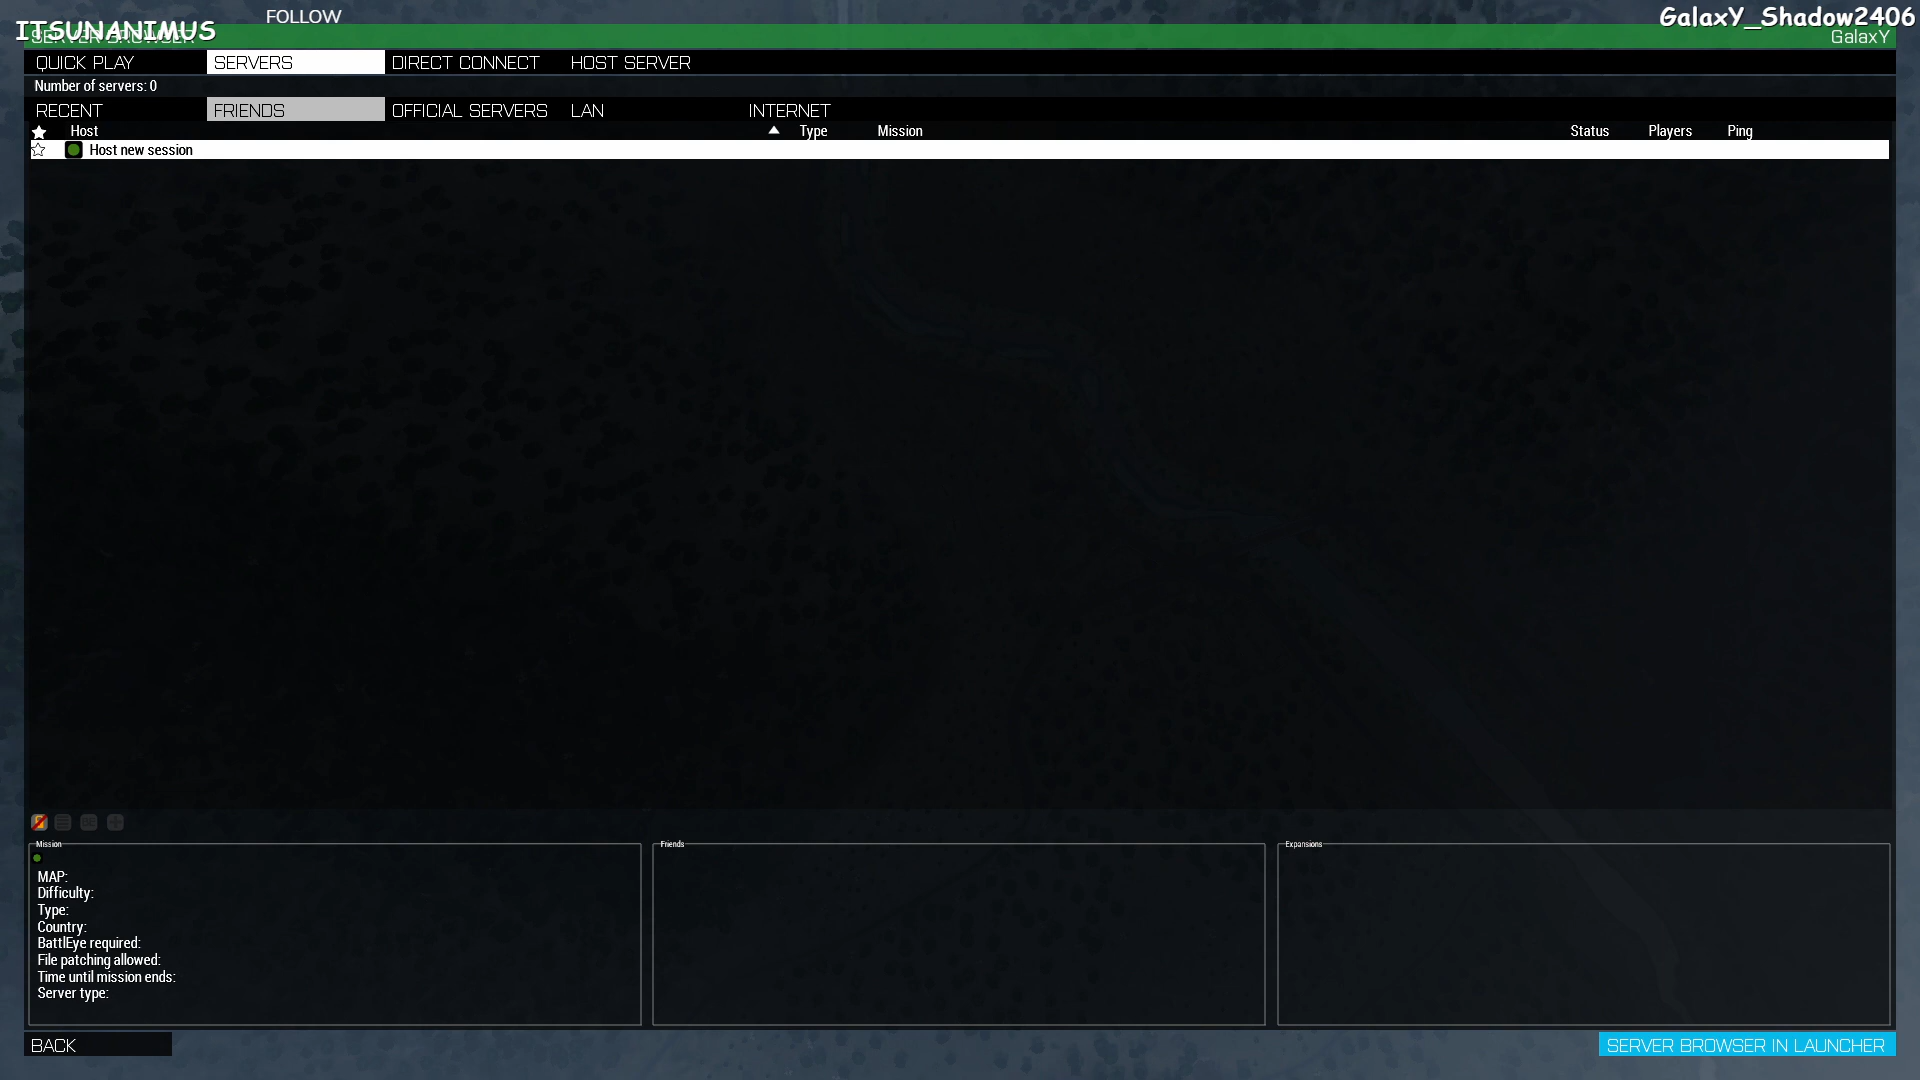 FOLLOW
ITSUNANIMUS
GalaxY_Shadow2406
SERVER BROWSER
GalaxY
QUICK PLAY SERVERS DIRECT CONNECT HOST SERVER
Number of servers: 0
RECENT FRIENDS OFFICIAL SERVERS LAN INTERNET
Host Type Mission Status Players Ping
Host new session
Mission
MAP:
Difficulty:
Type:
Country:
BattlEye required:
File patching allowed:
Time until mission ends:
Server type:
Friends
Expansions
BACK
SERVER BROWSER IN LAUNCHER